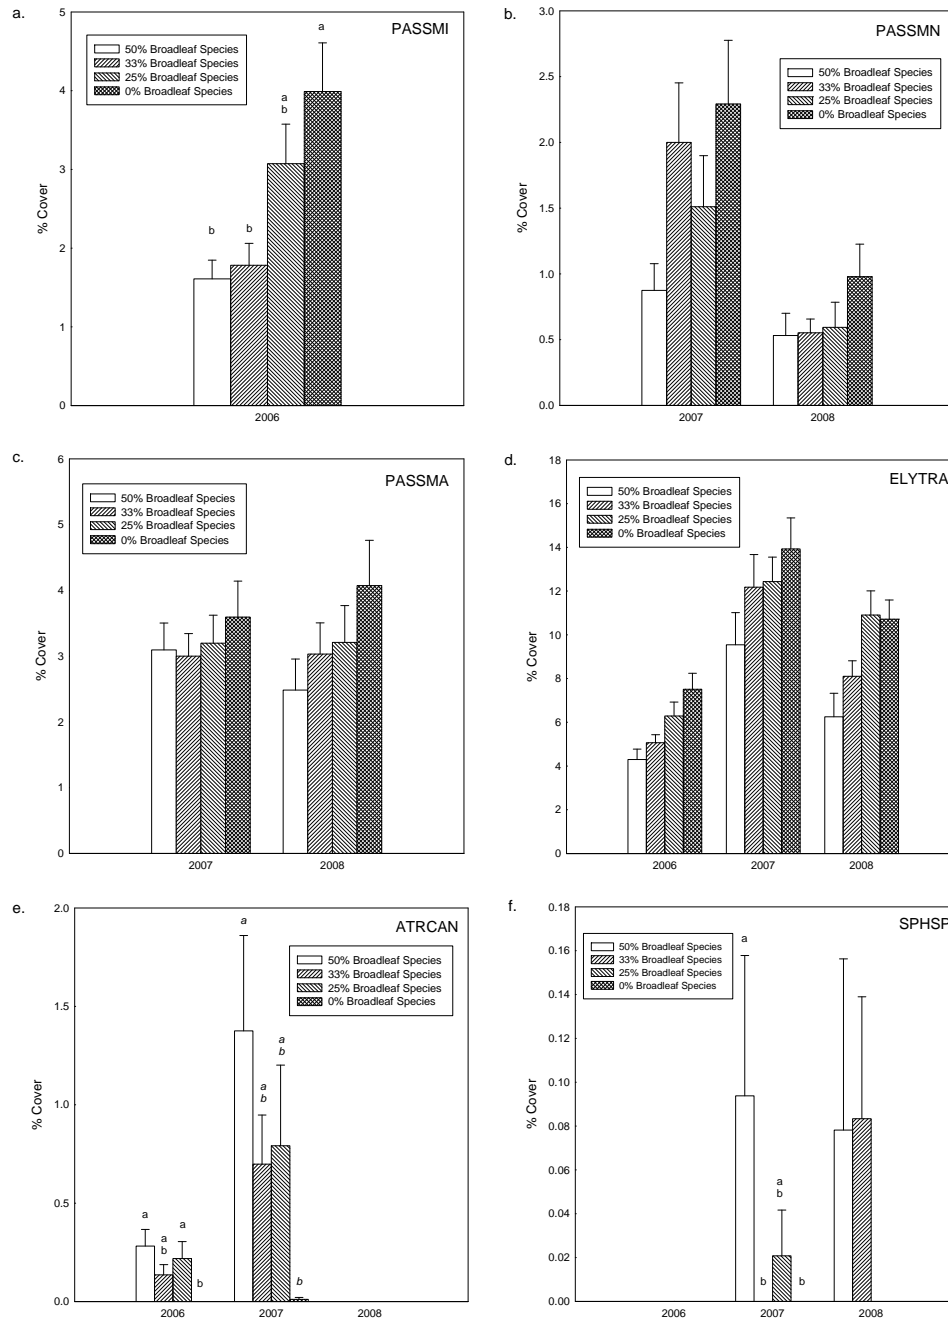 a.
PASSMI
50% Broadleaf Species
33% Broadleaf Species
25% Broadleaf Species
0% Broadleaf Species
% Cover
5
4
3
2
1
0
b
b
a
b
a
2006
b.
PASSMN
50% Broadleaf Species
33% Broadleaf Species
25% Broadleaf Species
0% Broadleaf Species
% Cover
3.0
2.5
2.0
1.5
1.0
0.5
0.0
2007
2008
c.
PASSMA
50% Broadleaf Species
33% Broadleaf Species
25% Broadleaf Species
0% Broadleaf Species
% Cover
6
5
4
3
2
1
0
2007
2008
d.
ELYTRA
50% Broadleaf Species
33% Broadleaf Species
25% Broadleaf Species
0% Broadleaf Species
% Cover
18
16
14
12
10
8
6
4
2
0
2006
2007
2008
e.
ATRCAN
50% Broadleaf Species
33% Broadleaf Species
25% Broadleaf Species
0% Broadleaf Species
% Cover
2.0
1.5
1.0
0.5
0.0
a
a
b
a
b
a
a
b
a
b
b
2006
2007
2008
f.
SPHSP
50% Broadleaf Species
33% Broadleaf Species
25% Broadleaf Species
0% Broadleaf Species
% Cover
0.18
0.16
0.14
0.12
0.10
0.08
0.06
0.04
0.02
0.00
a
b
a
b
b
2006
2007
2008